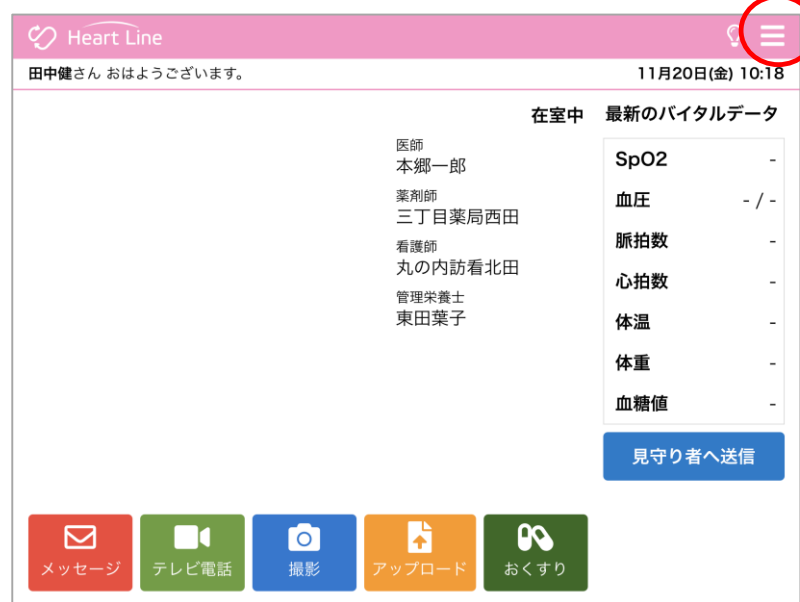 Heart Line
田中健さん おはようございます。
11月20日(金) 10:18
在室中
医師
本郷一郎
薬剤師
三丁目薬局西田
看護師
丸の内訪看北田
管理栄養士
東田葉子
最新のバイタルデータ
SpO2 -
血圧 - / -
脈拍数 -
心拍数 -
体温 -
体重 -
血糖値 -
見守り者へ送信
メッセージ
テレビ電話
撮影
アップロード
おくすり